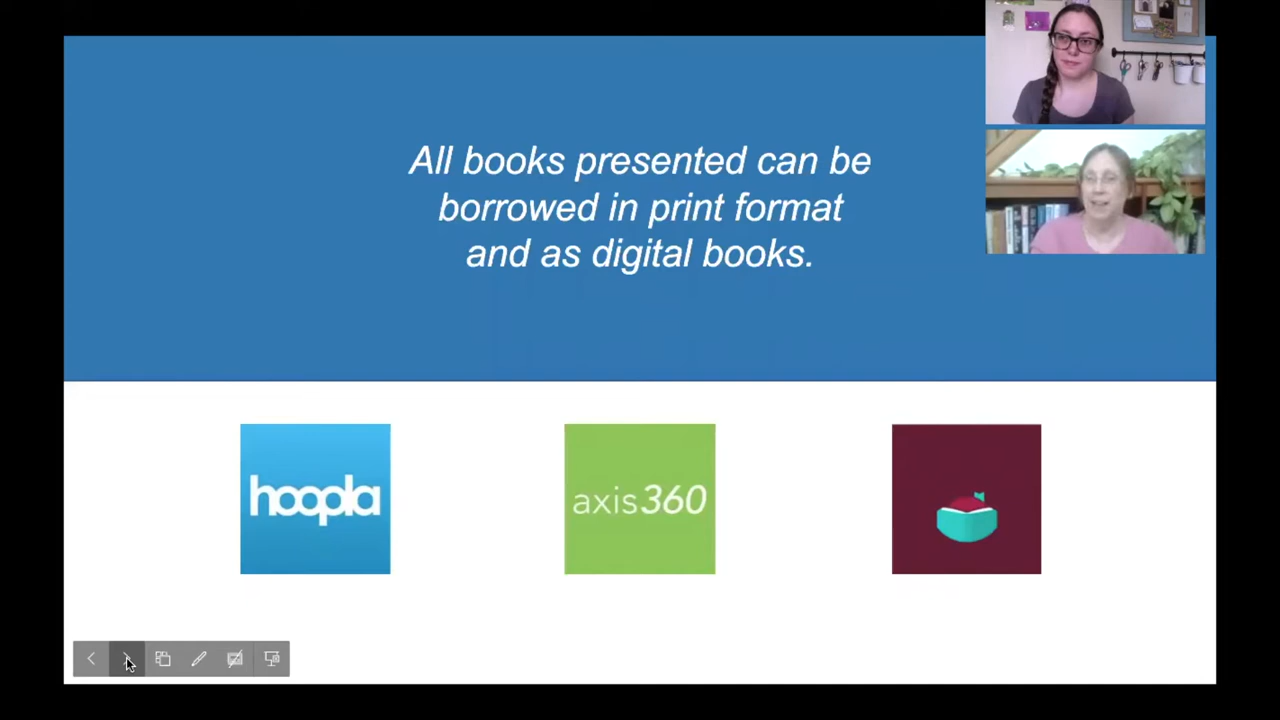 All books presented can be
borrowed in print format
and as digital books.
hoopla
axis360